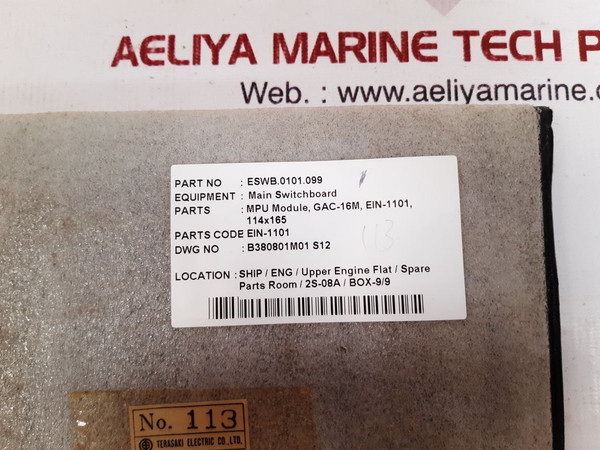 AELIYA MARINE TECH P
Web. : www.aeliyamarine.c
PART NO : ESWB.0101.099
EQUIPMENT : Main Switchboard
PARTS : MPU Module, GAC-16M, EIN-1101,
114x165
PARTS CODE EIN-1101
113
DWG NO : B380801M01 S12
LOCATION : SHIP / ENG / Upper Engine Flat / Spare
Parts Room / 2S-08A / BOX-9/9
No. 113
TERASAKI ELECTRIC CO., LTD.